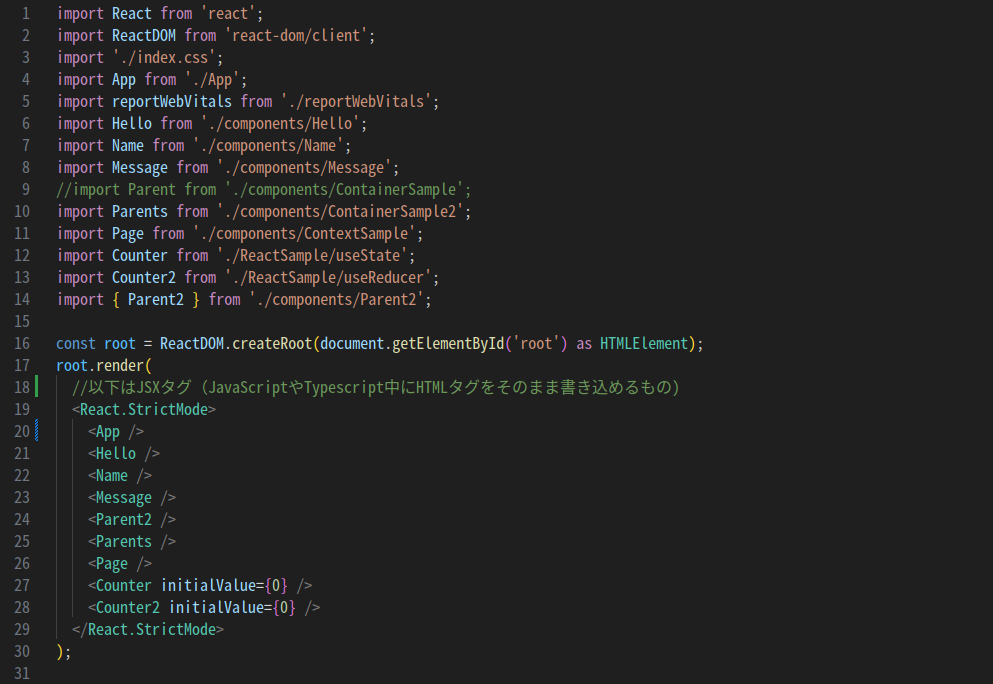 1 import React from 'react';
2 import ReactDOM from 'react-dom/client';
3 import './index.css';
4 import App from './App';
5 import reportWebVitals from './reportWebVitals';
6 import Hello from './components/Hello';
7 import Name from './components/Name';
8 import Message from './components/Message';
9 //import Parent from './components/ContainerSample';
10 import Parents from './components/ContainerSample2';
11 import Page from './components/ContextSample';
12 import Counter from './ReactSample/useState';
13 import Counter2 from './ReactSample/useReducer';
14 import { Parent2 } from './components/Parent2';
15
16 const root = ReactDOM.createRoot(document.getElementById('root') as HTMLElement);
17 root.render(
18   //以下はJSXタグ（JavaScriptやTypescript中にHTMLタグをそのまま書き込めるもの）
19   <React.StrictMode>
20     <App />
21     <Hello />
22     <Name />
23     <Message />
24     <Parent2 />
25     <Parents />
26     <Page />
27     <Counter initialValue={0} />
28     <Counter2 initialValue={0} />
29   </React.StrictMode>
30 );
31